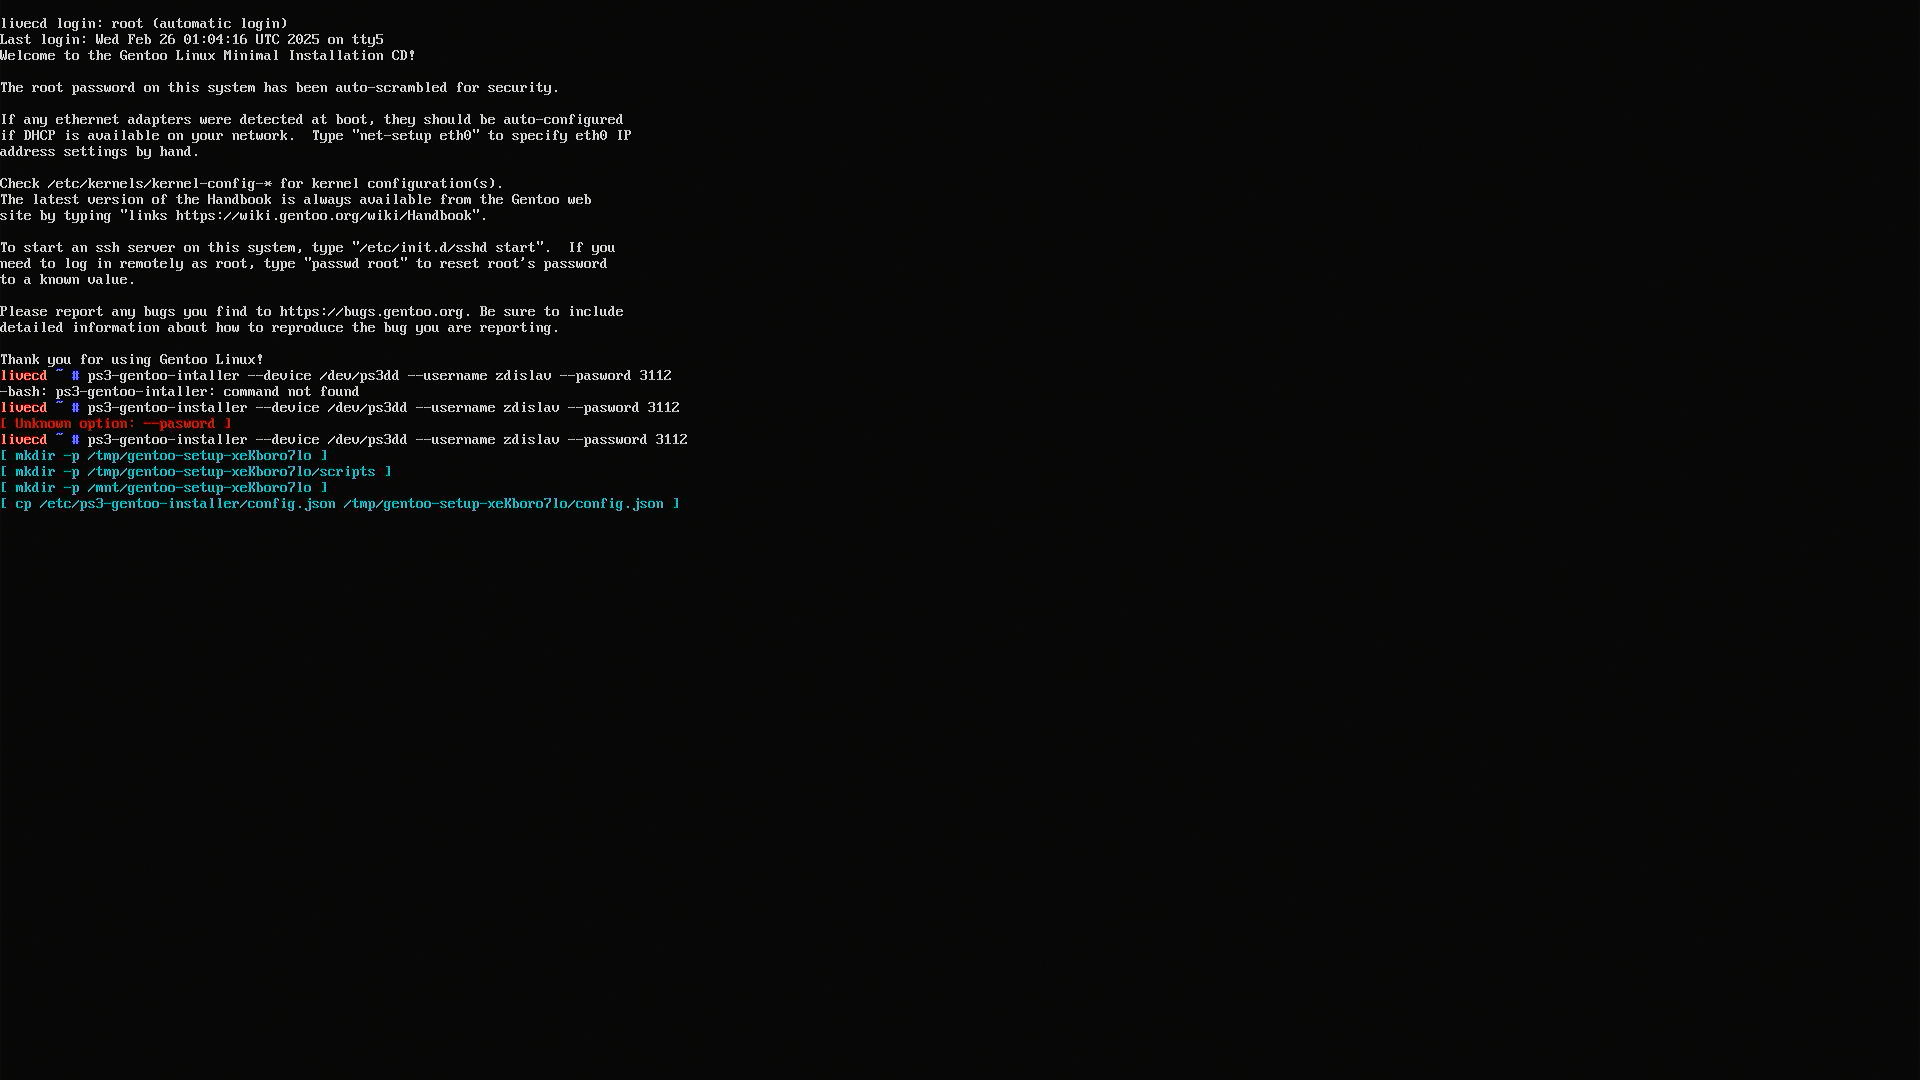 livecd login: root (automatic login)
Last login: Wed Feb 26 01:04:16 UTC 2025 on tty5
Welcome to the Gentoo Linux Minimal Installation CD!
The root password on this system has been auto-scrambled for security.
If any ethernet adapters were detected at boot, they should be auto-configured
if DHCP is available on your network.  Type "net-setup eth0" to specify eth0 IP
address settings by hand.
Check /etc/kernels/kernel-config-* for kernel configuration(s).
The latest version of the Handbook is always available from the Gentoo web
site by typing "links https://wiki.gentoo.org/wiki/Handbook".
To start an ssh server on this system, type "/etc/init.d/sshd start".  If you
need to log in remotely as root, type "passwd root" to reset root's password
to a known value.
Please report any bugs you find to https://bugs.gentoo.org. Be sure to include
detailed information about how to reproduce the bug you are reporting.
Thank you for using Gentoo Linux!
livecd ~ # ps3-gentoo-intaller --device /dev/ps3dd --username zdislav --pasword 3112
-bash: ps3-gentoo-intaller: command not found
livecd ~ # ps3-gentoo-installer --device /dev/ps3dd --username zdislav --pasword 3112
[ Unknown option: --pasword ]
livecd ~ # ps3-gentoo-installer --device /dev/ps3dd --username zdislav --password 3112
[ mkdir -p /tmp/gentoo-setup-xeKboro7lo ]
[ mkdir -p /tmp/gentoo-setup-xeKboro7lo/scripts ]
[ mkdir -p /mnt/gentoo-setup-xeKboro7lo ]
[ cp /etc/ps3-gentoo-installer/config.json /tmp/gentoo-setup-xeKboro7lo/config.json ]